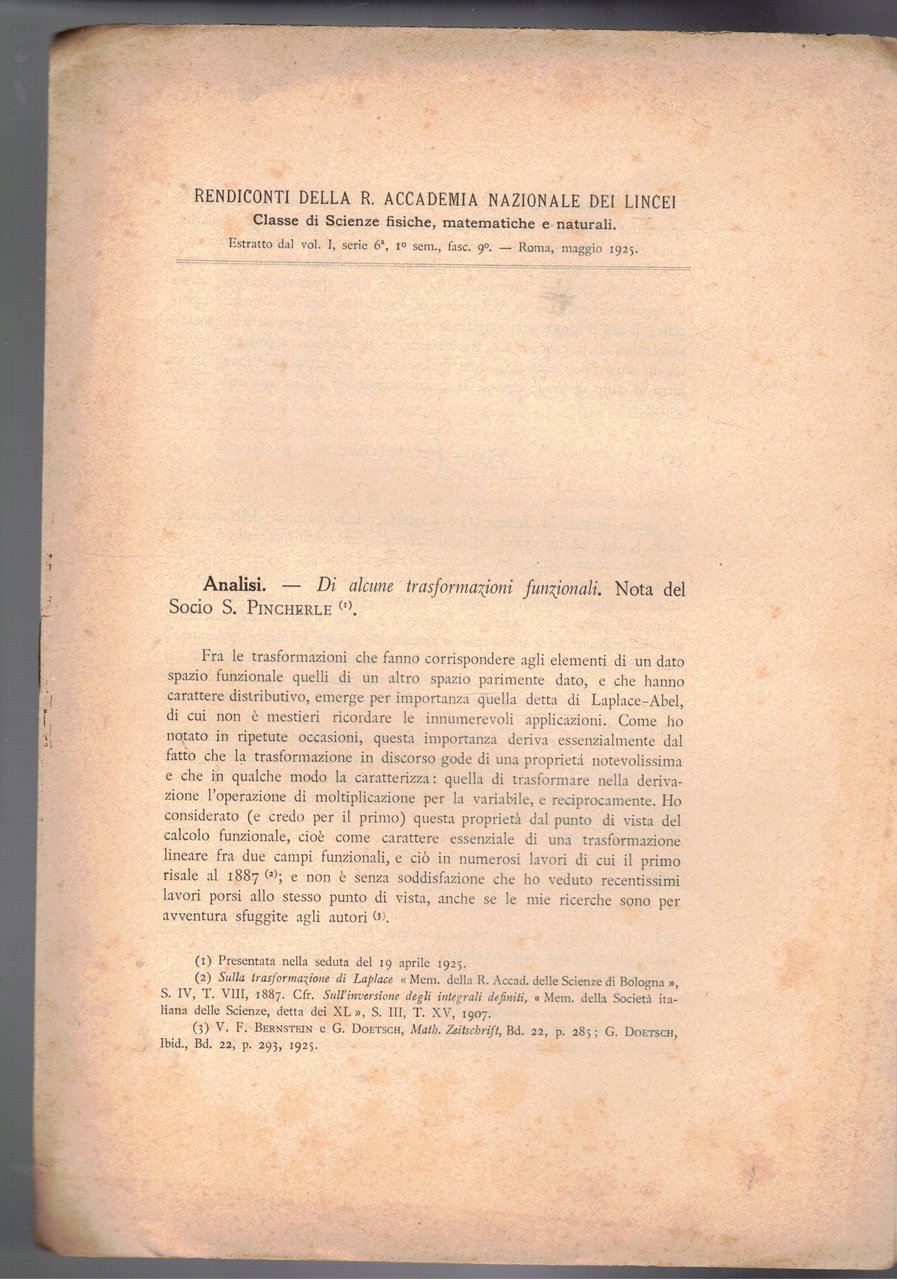 RENDICONTI DELLA R. ACCADEMIA NAZIONALE DEI LINCEI
Classe di Scienze fisiche, matematiche e naturali.
Estratto dal vol. I, serie 6ª, 1º sem., fasc. 9º. — Roma, maggio 1925.
Analisi. — Di alcune trasformazioni funzionali. Nota del
Socio S. PINCHERLE (1).
Fra le trasformazioni che fanno corrispondere agli elementi di un dato
spazio funzionale quelli di un altro spazio parimente dato, e che hanno
carattere distributivo, emerge per importanza quella detta di Laplace-Abel,
di cui non è mestieri ricordare le innumerevoli applicazioni. Come ho
notato in ripetute occasioni, questa importanza deriva essenzialmente dal
fatto che la trasformazione in discorso gode di una proprietà notevolissima
e che in qualche modo la caratterizza: quella di trasformare nella deriva-
zione l'operazione di moltiplicazione per la variabile, e reciprocamente. Ho
considerato (e credo per il primo) questa proprietà dal punto di vista del
calcolo funzionale, cioè come carattere essenziale di una trasformazione
lineare fra due campi funzionali, e ciò in numerosi lavori di cui il primo
risale al 1887 (2); e non è senza soddisfazione che ho veduto recentissimi
lavori porsi allo stesso punto di vista, anche se le mie ricerche sono per
avventura sfuggite agli autori (3).
(1) Presentata nella seduta del 19 aprile 1925.
(2) Sulla trasformazione di Laplace « Mem. della R. Accad. delle Scienze di Bologna »,
S. IV, T. VIII, 1887. Cfr. Sull'inversione degli integrali definiti, « Mem. della Società ita-
liana delle Scienze, detta dei XL », S. III, T. XV, 1907.
(3) V. F. BERNSTEIN e G. DOETSCH, Math. Zeitschrift, Bd. 22, p. 285; G. DOETSCH,
Ibid., Bd. 22, p. 293, 1925.